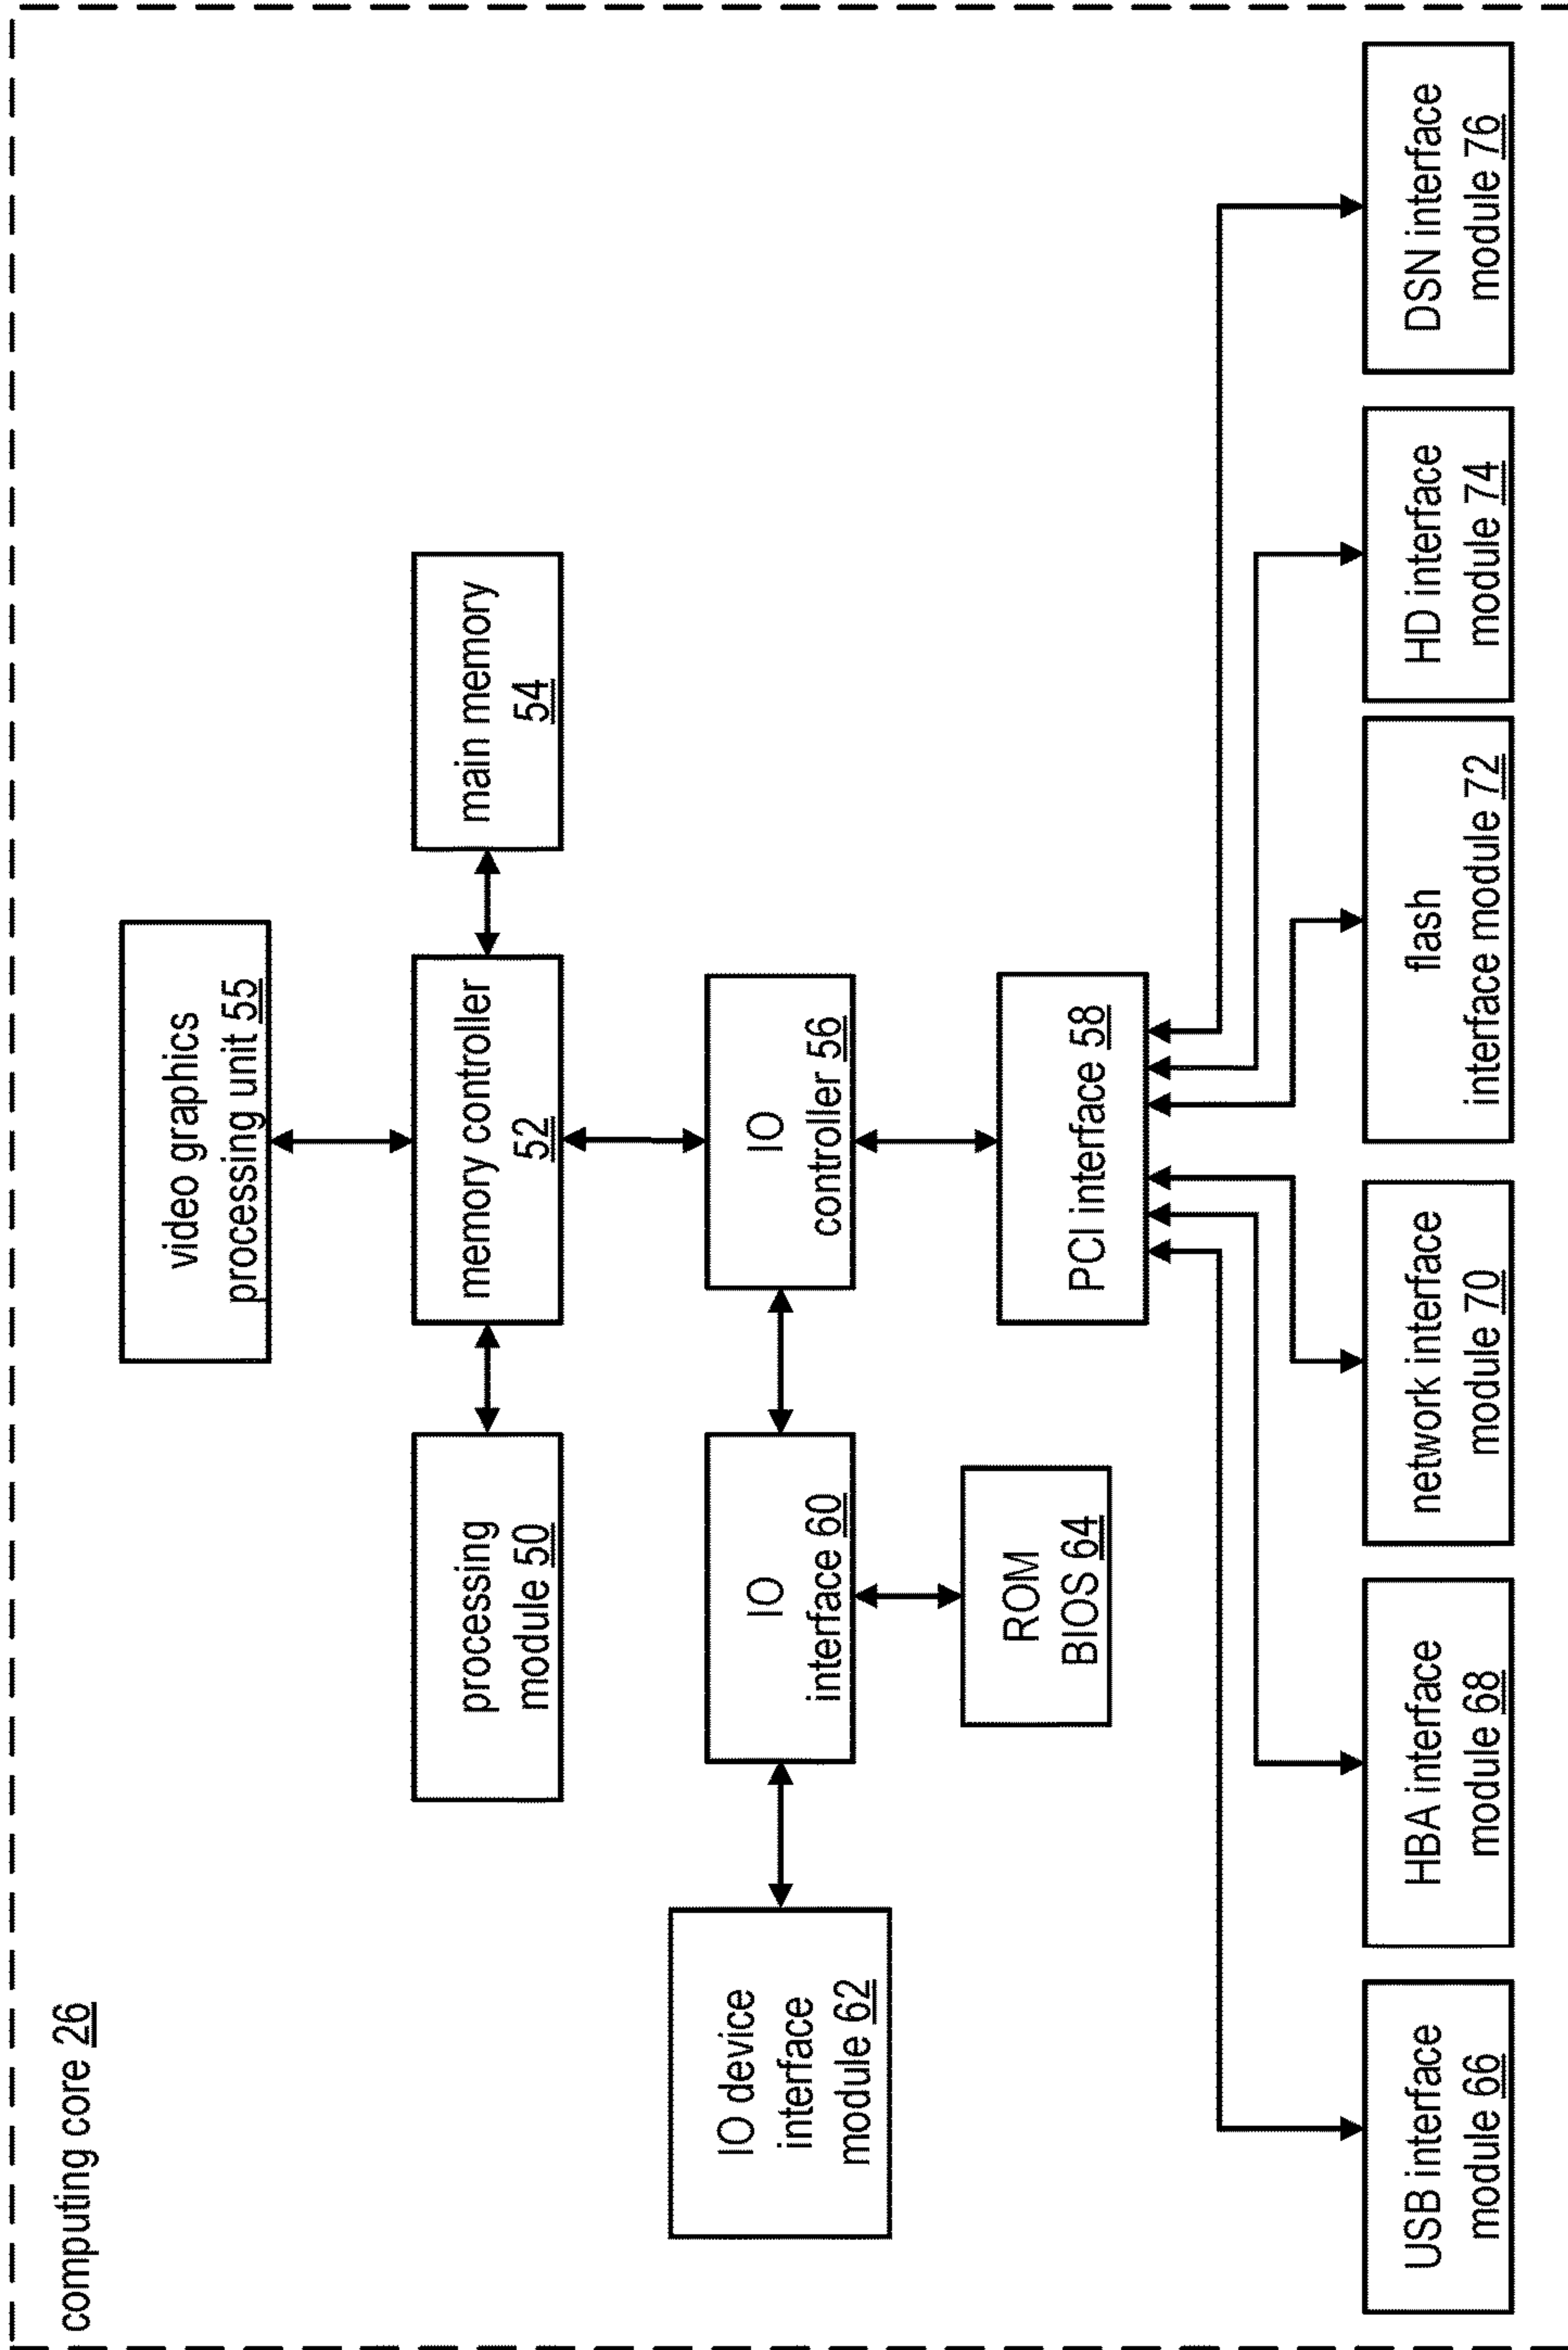 computing core 26
video graphics
processing unit 55
processing
module 50
memory controller
52
main memory
54
IO device
interface
module 62
IO
interface 60
IO
controller 56
ROM
BIOS 64
PCI interface 58
USB interface
module 66
HBA interface
module 68
network interface
module 70
flash
interface module 72
HD interface
module 74
DSN interface
module 76